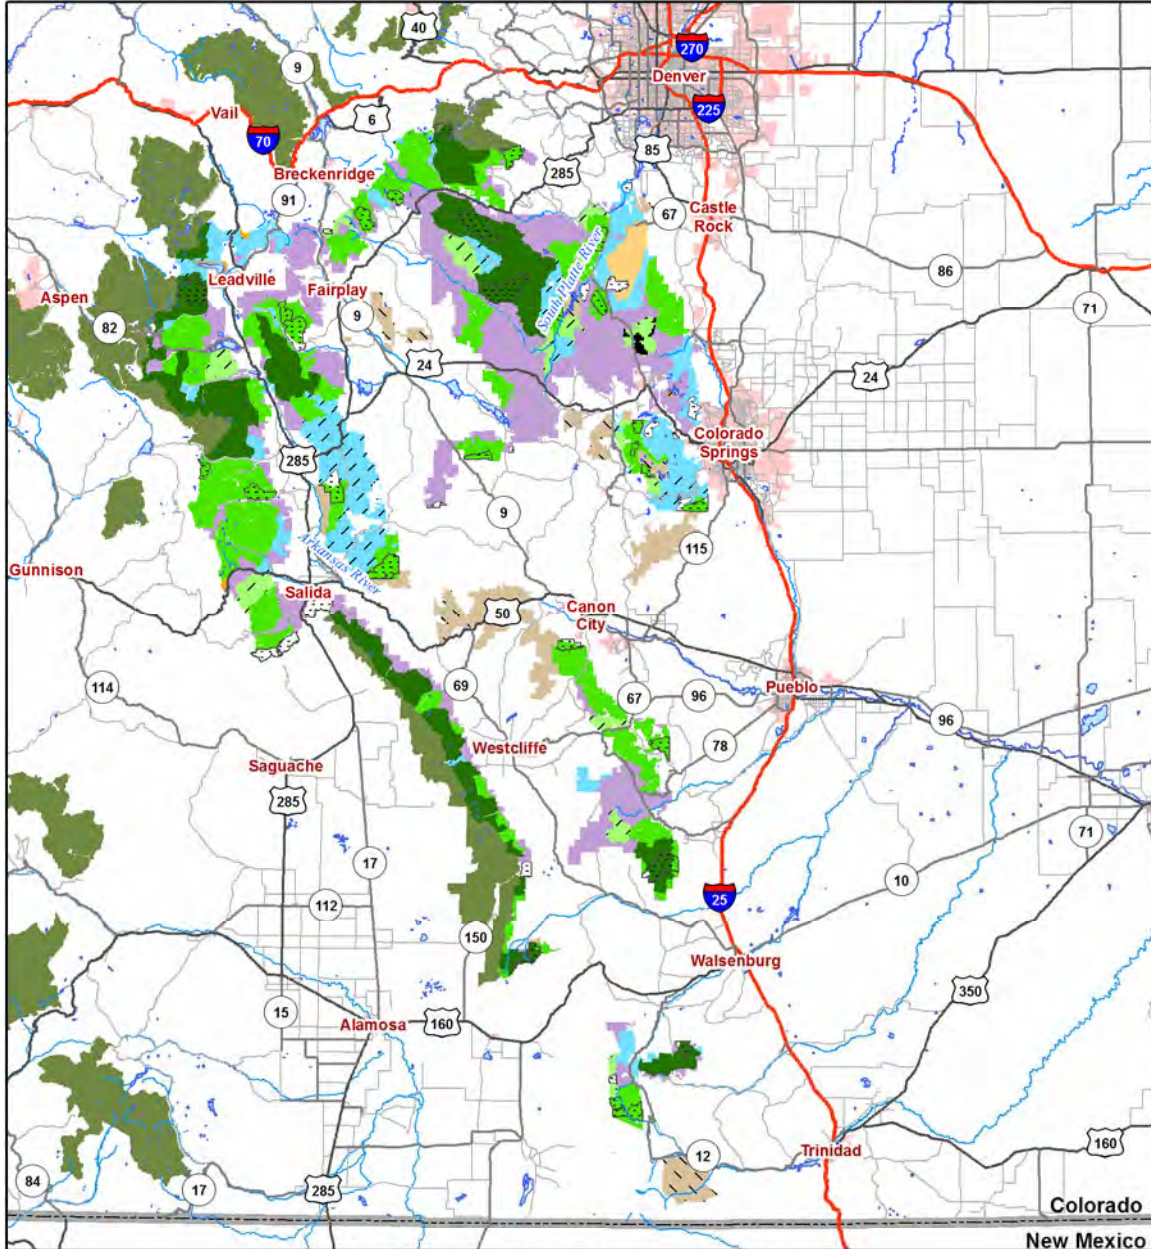 40
270
9
Denver
Vail
225
6
70
85
Breckenridge
285
91
67
Castle
Rock
South Platte River
86
Leadville
Aspen
Fairplay
9
71
82
24
24
Colorado
Springs
285
9
115
Arkansas River
Gunnison
Salida
50
Canon
City
114
69
67
96
Pueblo
96
78
Westcliffe
Saguache
285
71
17
10
25
112
150
Walsenburg
350
15
Alamosa
160
12
Trinidad
160
84
17
285
Colorado
New Mexico